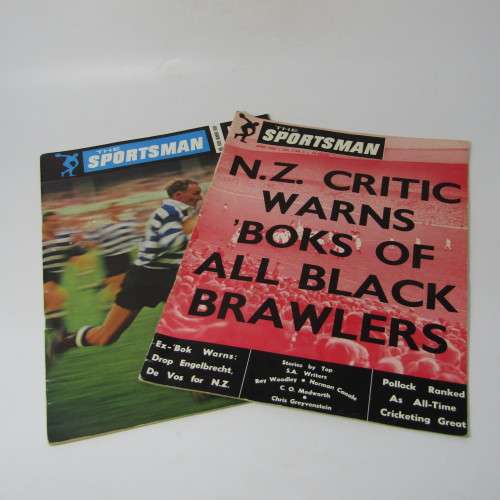 THE
SPORTSMAN
THE
SPORTSMAN
N.Z. CRITIC
WARNS
'BOKS OF
ALL BLACK
BRAWLERS
Ex-'Bok Warns:
Drop Engelbrecht,
De Vos for N.Z.
Stories by Top
S.A. Writers
Rey Woodley • Norman Canale
C. O. Medworth
Chris Greyvenstein
Pollock Ranked
As All-Time
Cricketing Great